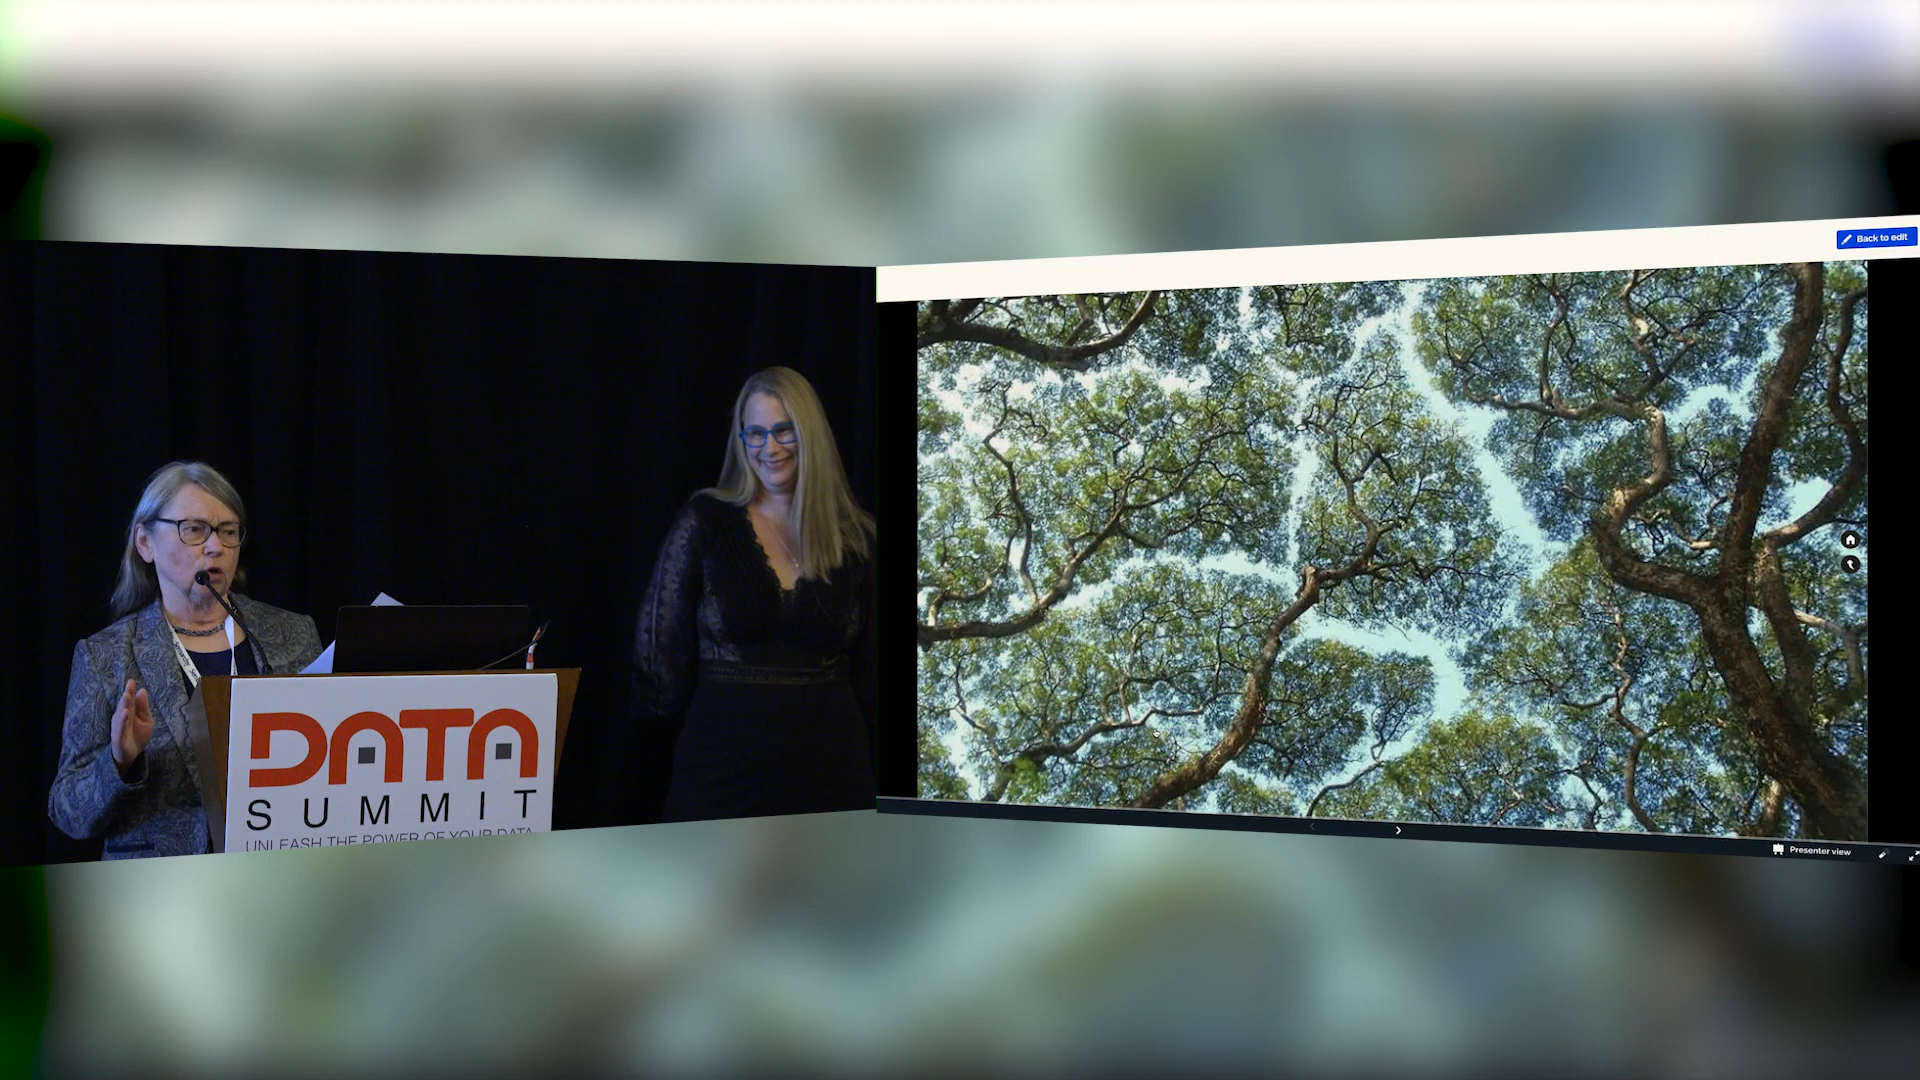 DATA
SUMMIT
UNLEASH THE POWER OF YOUR DATA
Back to edit
Presenter view